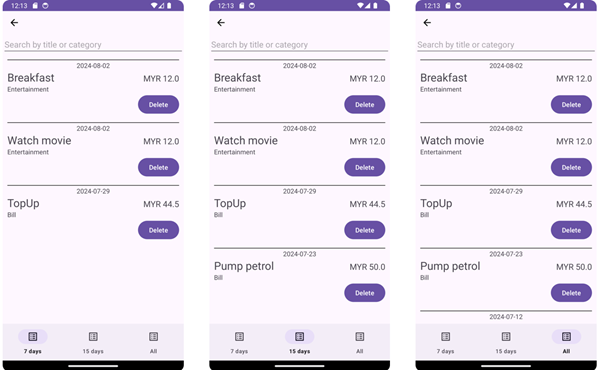 12:13
Search by title or category
2024-08-02
Breakfast MYR 12.0
Entertainment
Delete
2024-08-02
Watch movie MYR 12.0
Entertainment
Delete
2024-07-29
TopUp MYR 44.5
Bill
Delete
7 days 15 days All
12:13
Search by title or category
2024-08-02
Breakfast MYR 12.0
Entertainment
Delete
2024-08-02
Watch movie MYR 12.0
Entertainment
Delete
2024-07-29
TopUp MYR 44.5
Bill
Delete
2024-07-23
Pump petrol MYR 50.0
Bill
Delete
7 days 15 days All
12:13
Search by title or category
2024-08-02
Breakfast MYR 12.0
Entertainment
Delete
2024-08-02
Watch movie MYR 12.0
Entertainment
Delete
2024-07-29
TopUp MYR 44.5
Bill
Delete
2024-07-23
Pump petrol MYR 50.0
Bill
Delete
2024-07-12
7 days 15 days All